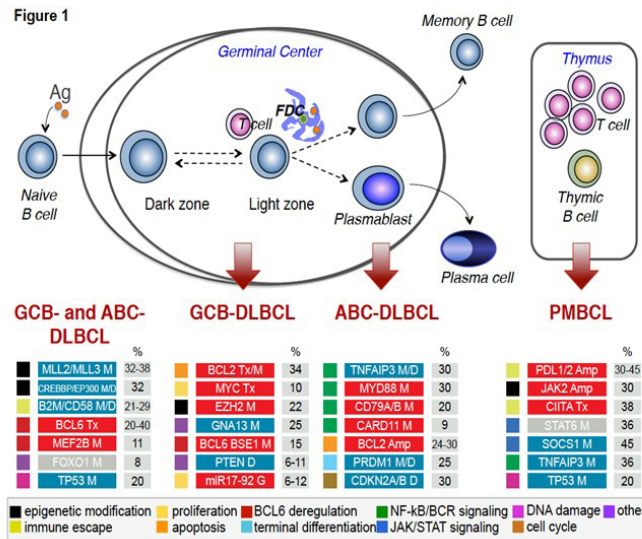 Figure 1
Germinal Center
Memory B cell
Thymus
Ag
FDC
T cell
T cell
Naive
B cell
Dark zone
Light zone
Plasmablast
Plasma cell
Thymic
B cell
GCB- and ABC-
DLBCL
GCB-DLBCL
ABC-DLBCL
PMBCL
%
MLL2/MLL3 M 32-38
CREBBP/EP300 M/D 32
B2M/CD58 M/D 21-29
BCL6 Tx 20-40
MEF2B M 11
FOXO1 M 8
TP53 M 20
%
BCL2 Tx/M 34
MYC Tx 10
EZH2 M 22
GNA13 M 25
BCL6 BSE1 M 15
PTEN D 6-11
miR17-92 G 6-12
%
TNFAIP3 M/D 30
MYD88 M 30
CD79A/B M 20
CARD11 M 9
BCL2 Amp 24-30
PRDM1 M/D 25
CDKN2A/B D 30
%
PDL1/2 Amp 30-45
JAK2 Amp 30
CIITA Tx 38
STAT6 M 36
SOCS1 M 45
TNFAIP3 M 36
TP53 M 20
epigenetic modification proliferation BCL6 deregulation NF-kB/BCR signaling DNA damage othe
immune escape apoptosis terminal differentiation JAK/STAT signaling cell cycle